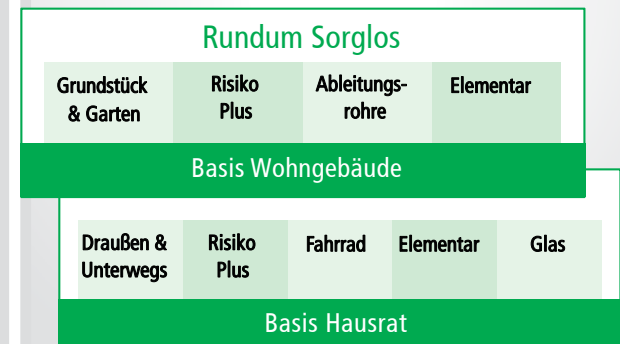 Rundum Sorglos
Grundstück
& Garten
Risiko
Plus
Ableitungs-
rohre
Elementar
Basis Wohngebäude
Draußen &
Unterwegs
Risiko
Plus
Fahrrad
Elementar
Glas
Basis Hausrat